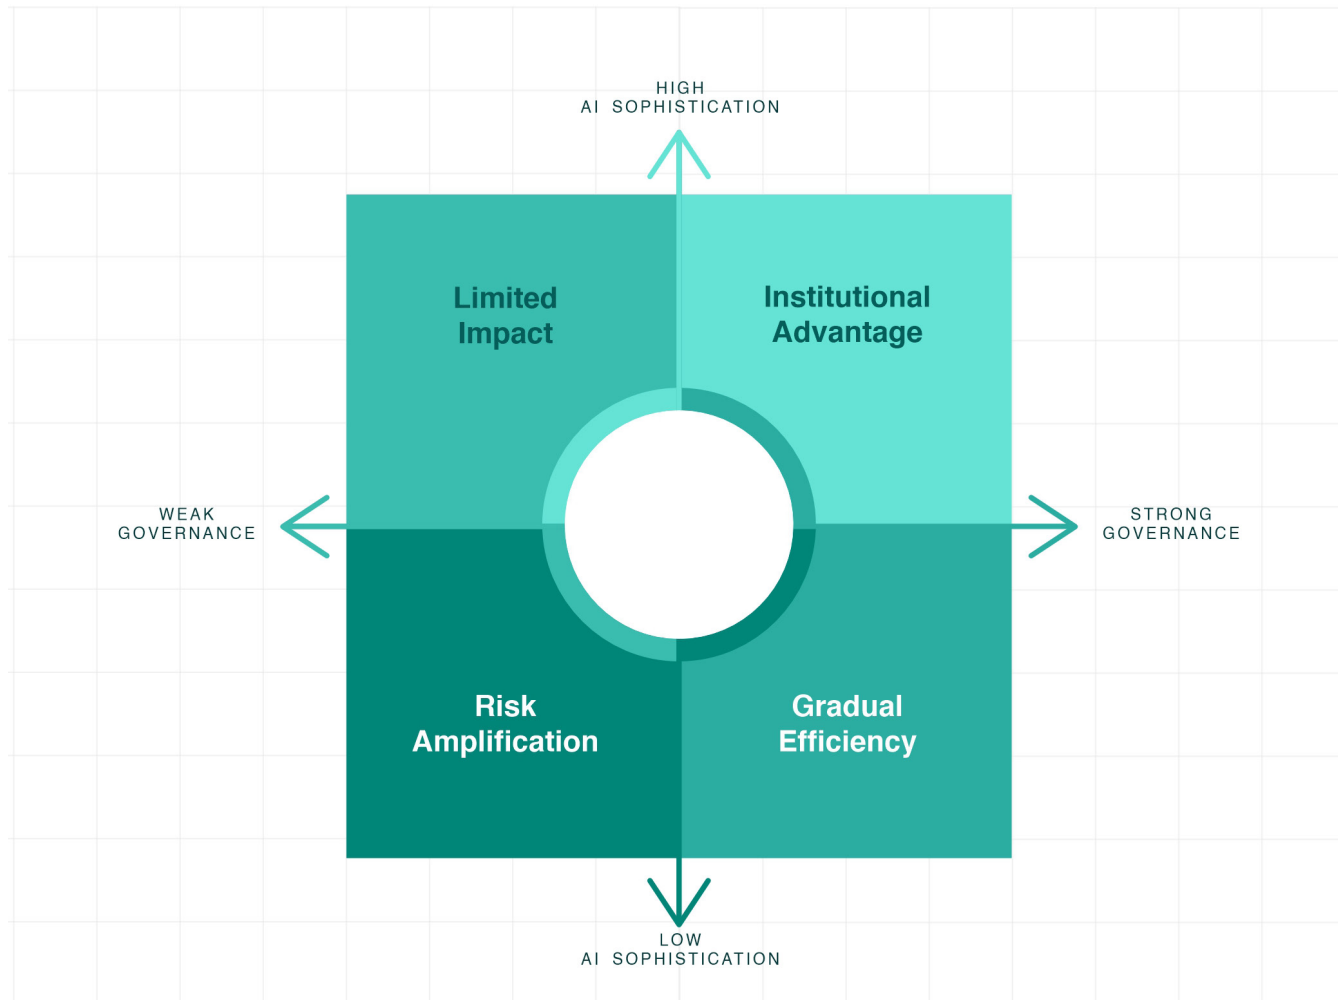 HIGH
AI SOPHISTICATION
Limited
Impact
Institutional
Advantage
WEAK
GOVERNANCE
STRONG
GOVERNANCE
Risk
Amplification
Gradual
Efficiency
LOW
AI SOPHISTICATION